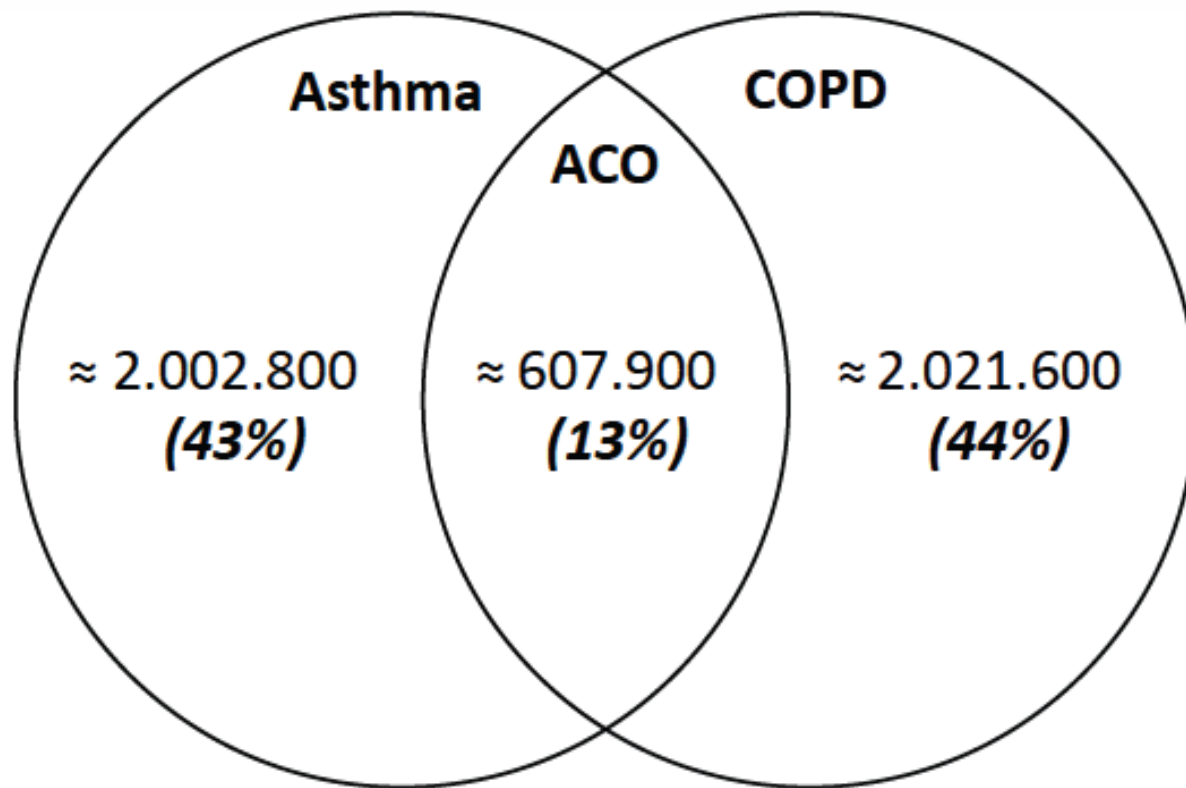 Asthma
COPD
ACO
≈ 2.002.800
(43%)
≈ 607.900
(13%)
≈ 2.021.600
(44%)